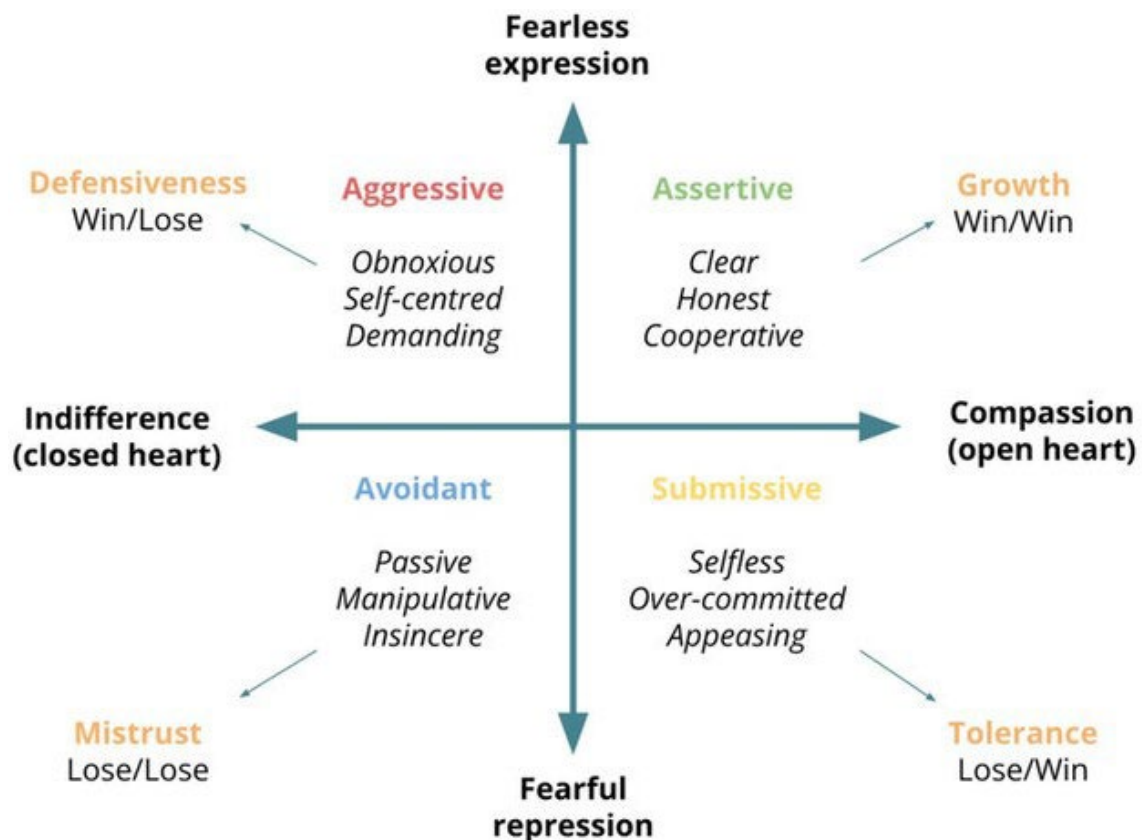 Fearless
expression
Defensiveness
Win/Lose
Aggressive
Obnoxious
Self-centred
Demanding
Assertive
Clear
Honest
Cooperative
Growth
Win/Win
Indifference
(closed heart)
Compassion
(open heart)
Avoidant
Passive
Manipulative
Insincere
Submissive
Selfless
Over-committed
Appeasing
Mistrust
Lose/Lose
Tolerance
Lose/Win
Fearful
repression